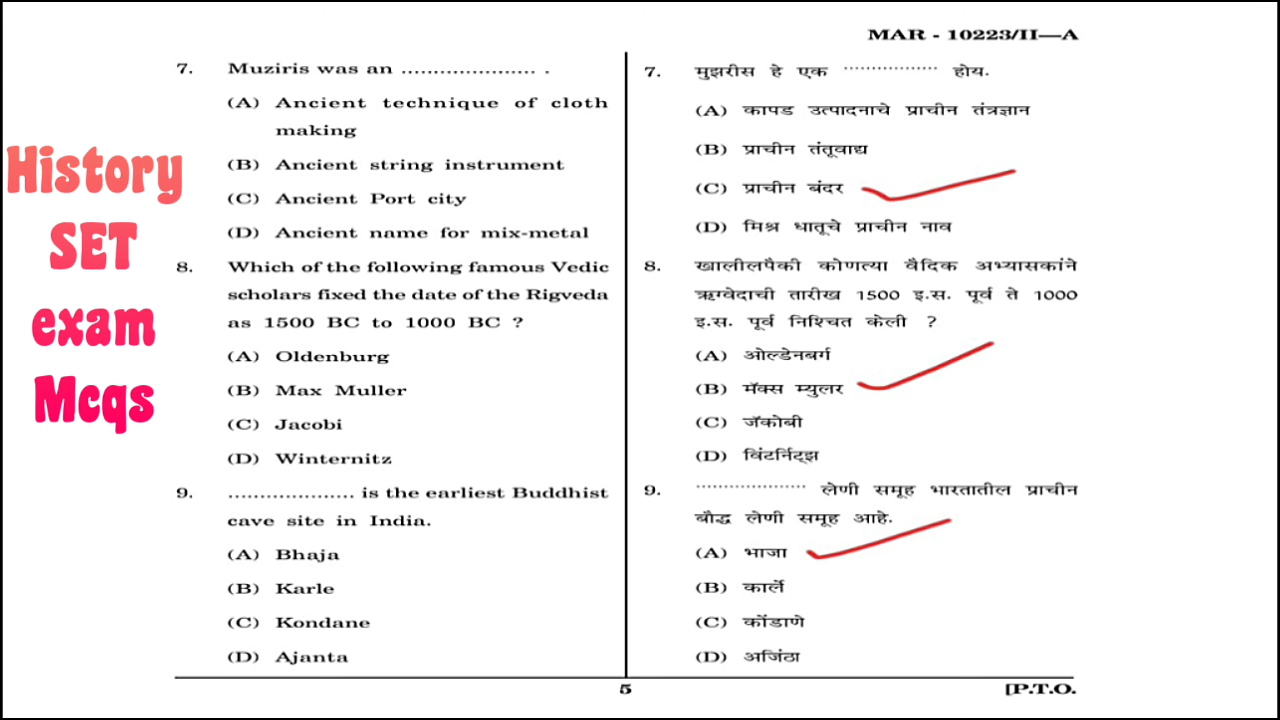 MAR - 10223/II—A
History
SET
exam
Mcqs
7. Muziris was an ..................... .
(A) Ancient technique of cloth
making
(B) Ancient string instrument
(C) Ancient Port city
(D) Ancient name for mix-metal
8. Which of the following famous Vedic
scholars fixed the date of the Rigveda
as 1500 BC to 1000 BC ?
(A) Oldenburg
(B) Max Muller
(C) Jacobi
(D) Winternitz
9. .................... is the earliest Buddhist
cave site in India.
(A) Bhaja
(B) Karle
(C) Kondane
(D) Ajanta
7. मुझरीस हे एक ................. होय.
(A) कापड उत्पादनाचे प्राचीन तंत्रज्ञान
(B) प्राचीन तंतूवाद्य
(C) प्राचीन बंदर
(D) मिश्र धातूचे प्राचीन नाव
8. खालीलपैकी कोणत्या वैदिक अभ्यासकांने
ऋग्वेदाची तारीख 1500 इ.स. पूर्व ते 1000
इ.स. पूर्व निश्चित केली ?
(A) ओल्डेनबर्ग
(B) मॅक्स म्युलर
(C) जॅकोबी
(D) विंटर्निट्झ
9. .................... लेणी समूह भारतातील प्राचीन
बौद्ध लेणी समूह आहे.
(A) भाजा
(B) कार्ले
(C) कोंडाणे
(D) अजिंठा
5
[P.T.O.